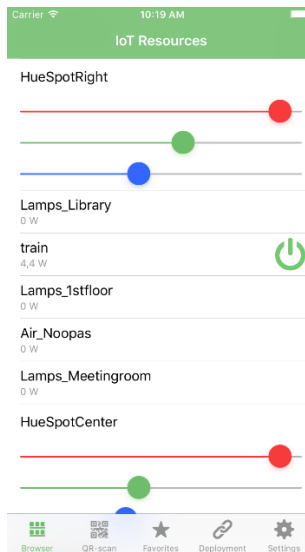 Carrier 10:19 AM
IoT Resources
HueSpotRight
Lamps_Library
0 W
train
4,4 W
Lamps_1stfloor
0 W
Air_Noopas
0 W
Lamps_Meetingroom
0 W
HueSpotCenter
Browser QR-scan Favorites Deployment Settings